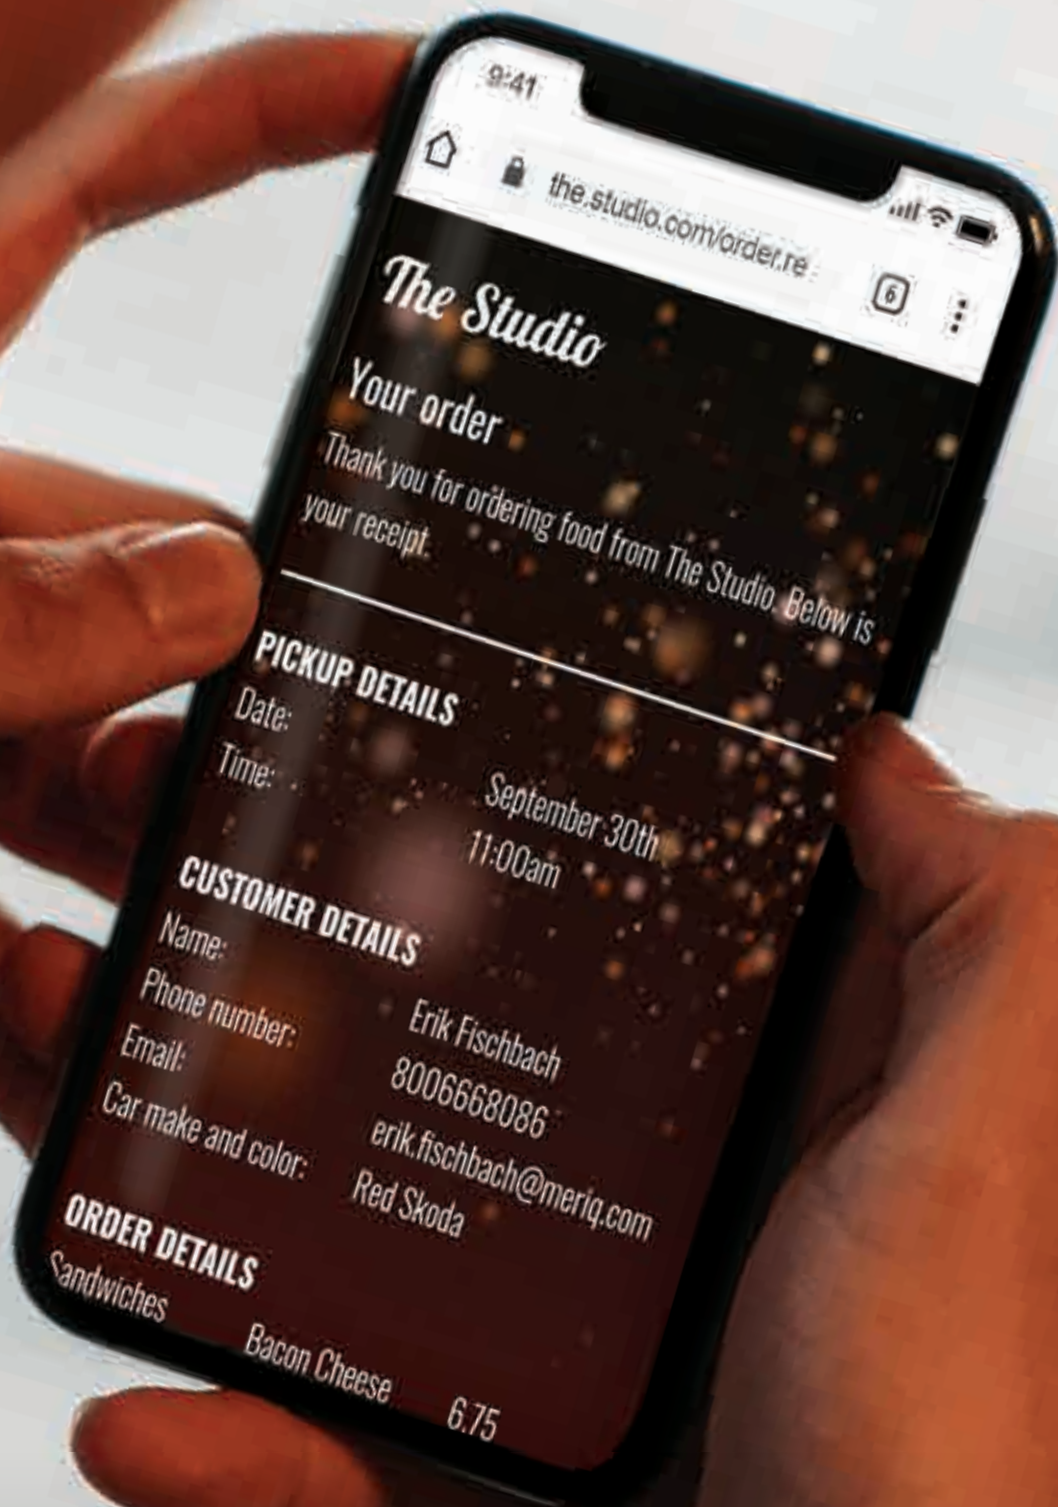 9:41
the.studio.com/order.re
6
The Studio
Your order
Thank you for ordering food from The Studio. Below is
your receipt.
PICKUP DETAILS
Date: September 30th
Time: 11:00am
CUSTOMER DETAILS
Name: Erik Fischbach
Phone number: 8006668086
Email: erik.fischbach@meriq.com
Car make and color: Red Skoda
ORDER DETAILS
Sandwiches Bacon Cheese 6.75